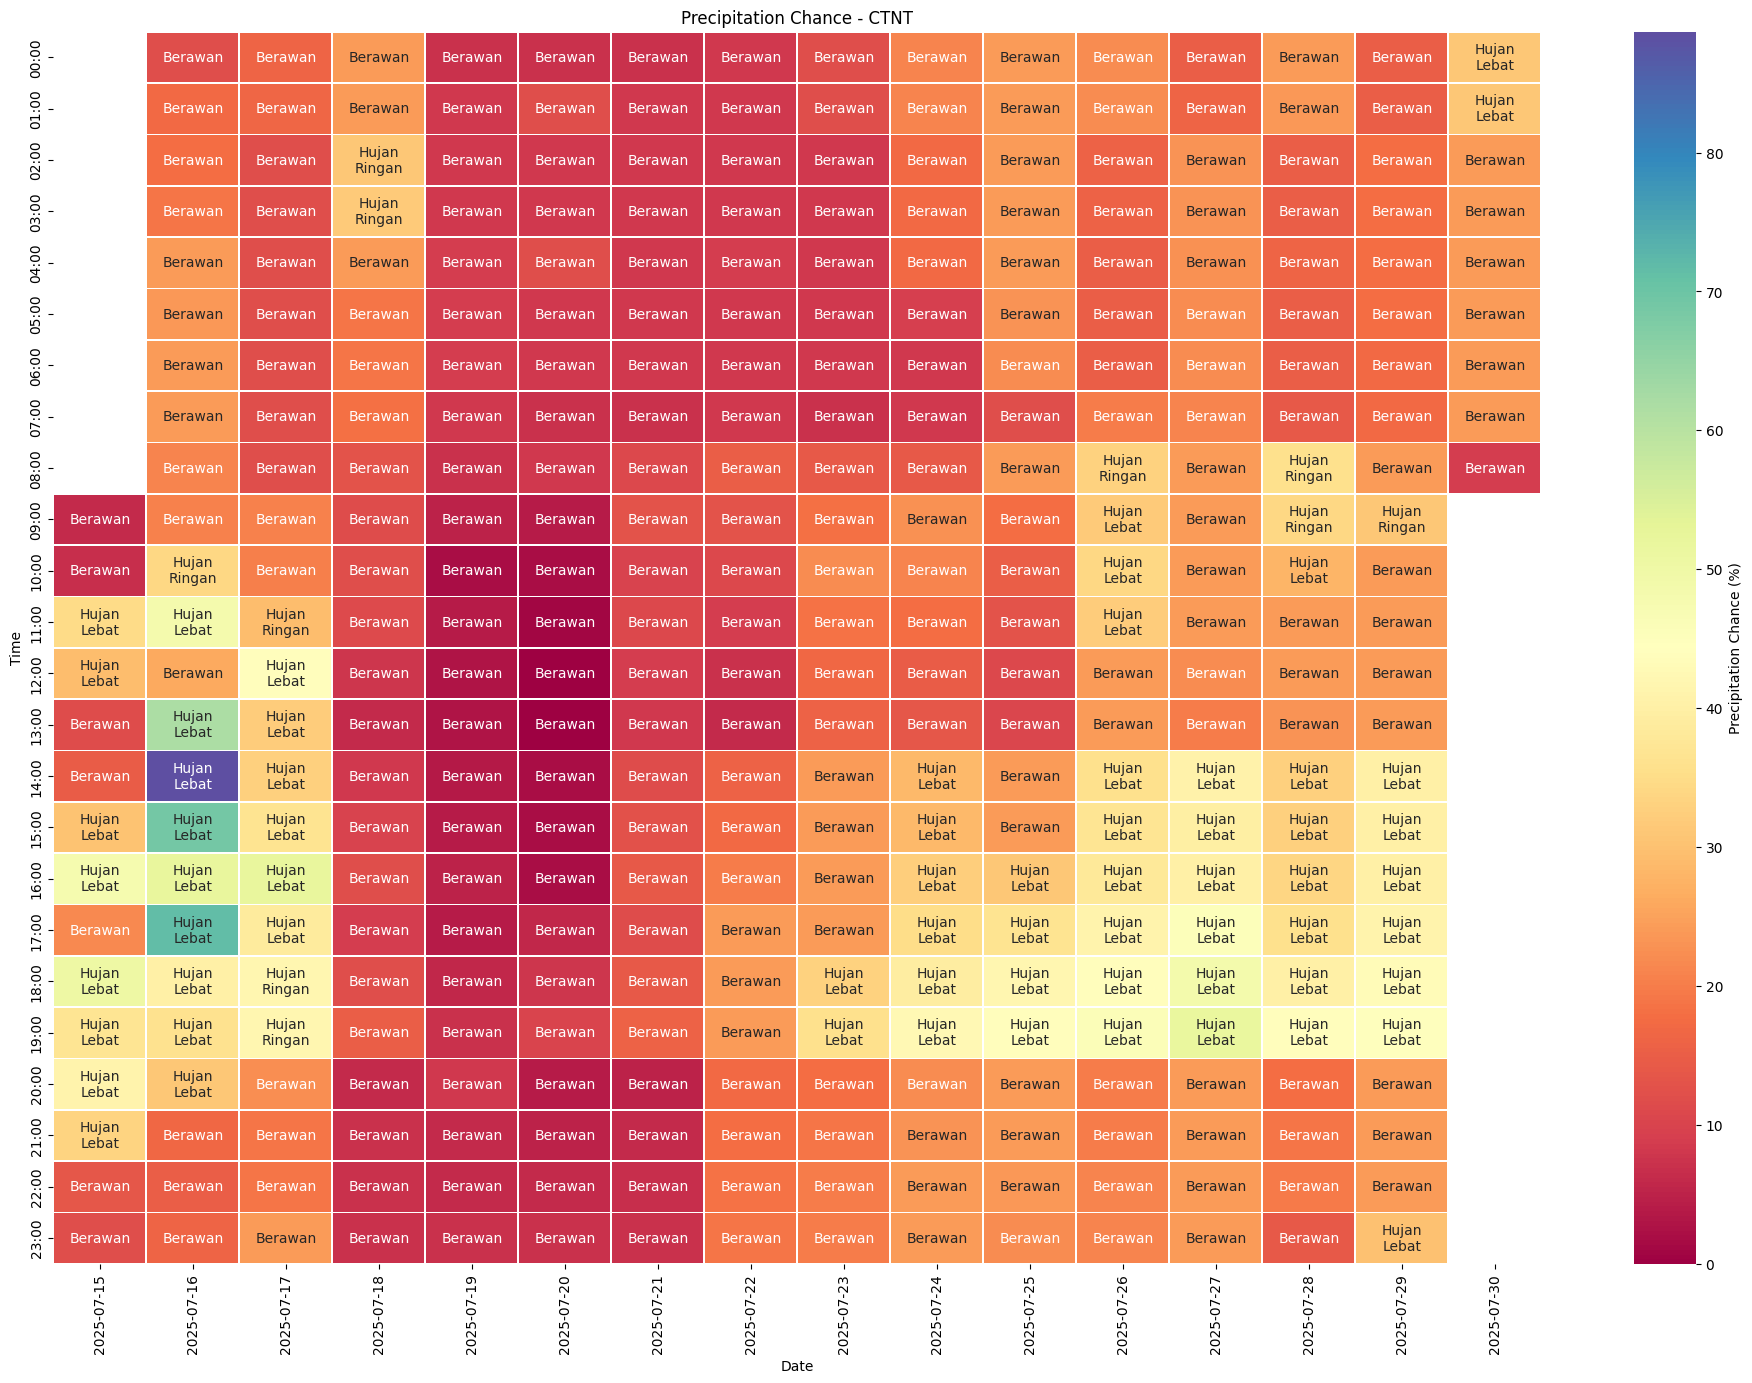 Precipitation Chance - CTNT
00:00 Berawan Berawan Berawan Berawan Berawan Berawan Berawan Berawan Berawan Berawan Berawan Berawan Berawan Berawan Hujan Lebat
01:00 Berawan Berawan Berawan Berawan Berawan Berawan Berawan Berawan Berawan Berawan Berawan Berawan Berawan Berawan Hujan Lebat
02:00 Berawan Berawan Hujan Ringan Berawan Berawan Berawan Berawan Berawan Berawan Berawan Berawan Berawan Berawan Berawan Berawan
03:00 Berawan Berawan Hujan Ringan Berawan Berawan Berawan Berawan Berawan Berawan Berawan Berawan Berawan Berawan Berawan Berawan
04:00 Berawan Berawan Berawan Berawan Berawan Berawan Berawan Berawan Berawan Berawan Berawan Berawan Berawan Berawan Berawan
05:00 Berawan Berawan Berawan Berawan Berawan Berawan Berawan Berawan Berawan Berawan Berawan Berawan Berawan Berawan Berawan
06:00 Berawan Berawan Berawan Berawan Berawan Berawan Berawan Berawan Berawan Berawan Berawan Berawan Berawan Berawan Berawan
07:00 Berawan Berawan Berawan Berawan Berawan Berawan Berawan Berawan Berawan Berawan Berawan Berawan Berawan Berawan Berawan
08:00 Berawan Berawan Berawan Berawan Berawan Berawan Berawan Berawan Berawan Berawan Hujan Ringan Berawan Hujan Ringan Berawan Berawan
09:00 Berawan Berawan Berawan Berawan Berawan Berawan Berawan Berawan Berawan Berawan Berawan Hujan Lebat Berawan Hujan Ringan Hujan Ringan
10:00 Berawan Hujan Ringan Berawan Berawan Berawan Berawan Berawan Berawan Berawan Berawan Berawan Hujan Lebat Berawan Hujan Lebat Berawan
11:00 Hujan Lebat Hujan Lebat Hujan Ringan Berawan Berawan Berawan Berawan Berawan Berawan Berawan Berawan Hujan Lebat Berawan Berawan Berawan
12:00 Hujan Lebat Berawan Hujan Lebat Berawan Berawan Berawan Berawan Berawan Berawan Berawan Berawan Berawan Berawan Berawan Berawan
13:00 Berawan Hujan Lebat Hujan Lebat Berawan Berawan Berawan Berawan Berawan Berawan Berawan Berawan Berawan Berawan Berawan Berawan
14:00 Berawan Hujan Lebat Hujan Lebat Berawan Berawan Berawan Berawan Berawan Berawan Hujan Lebat Berawan Hujan Lebat Hujan Lebat Hujan Lebat Hujan Lebat
15:00 Hujan Lebat Hujan Lebat Hujan Lebat Berawan Berawan Berawan Berawan Berawan Berawan Hujan Lebat Berawan Hujan Lebat Hujan Lebat Hujan Lebat Hujan Lebat
16:00 Hujan Lebat Hujan Lebat Hujan Lebat Berawan Berawan Berawan Berawan Berawan Berawan Hujan Lebat Hujan Lebat Hujan Lebat Hujan Lebat Hujan Lebat Hujan Lebat
17:00 Berawan Hujan Lebat Hujan Lebat Berawan Berawan Berawan Berawan Berawan Berawan Hujan Lebat Hujan Lebat Hujan Lebat Hujan Lebat Hujan Lebat Hujan Lebat
18:00 Hujan Lebat Hujan Lebat Hujan Ringan Berawan Berawan Berawan Berawan Berawan Hujan Lebat Hujan Lebat Hujan Lebat Hujan Lebat Hujan Lebat Hujan Lebat Hujan Lebat
19:00 Hujan Lebat Hujan Lebat Hujan Ringan Berawan Berawan Berawan Berawan Berawan Hujan Lebat Hujan Lebat Hujan Lebat Hujan Lebat Hujan Lebat Hujan Lebat Hujan Lebat
20:00 Hujan Lebat Hujan Lebat Berawan Berawan Berawan Berawan Berawan Berawan Berawan Berawan Berawan Berawan Berawan Berawan Berawan
21:00 Hujan Lebat Berawan Berawan Berawan Berawan Berawan Berawan Berawan Berawan Berawan Berawan Berawan Berawan Berawan Berawan
22:00 Berawan Berawan Berawan Berawan Berawan Berawan Berawan Berawan Berawan Berawan Berawan Berawan Berawan Berawan Berawan
23:00 Berawan Berawan Berawan Berawan Berawan Berawan Berawan Berawan Berawan Berawan Berawan Berawan Berawan Berawan Hujan Lebat
Time
2025-07-15 2025-07-16 2025-07-17 2025-07-18 2025-07-19 2025-07-20 2025-07-21 2025-07-22 2025-07-23 2025-07-24 2025-07-25 2025-07-26 2025-07-27 2025-07-28 2025-07-29 2025-07-30
Date
80
70
60
50
40
30
20
10
0
Precipitation Chance (%)